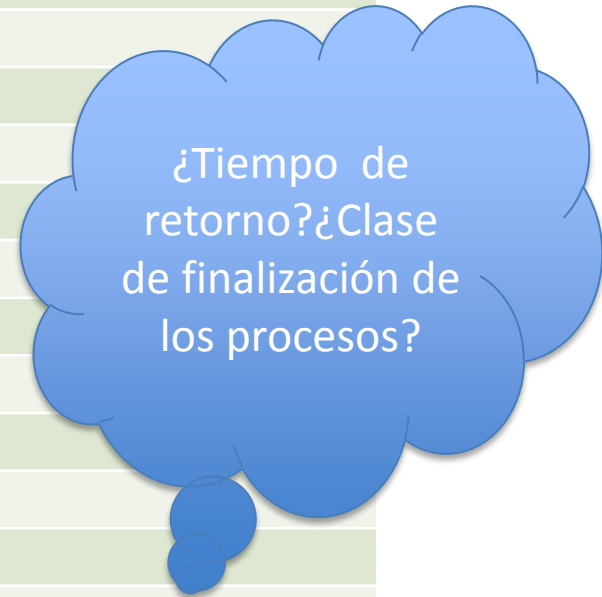 ¿Tiempo de
retorno?¿Clase
de finalización de
los procesos?